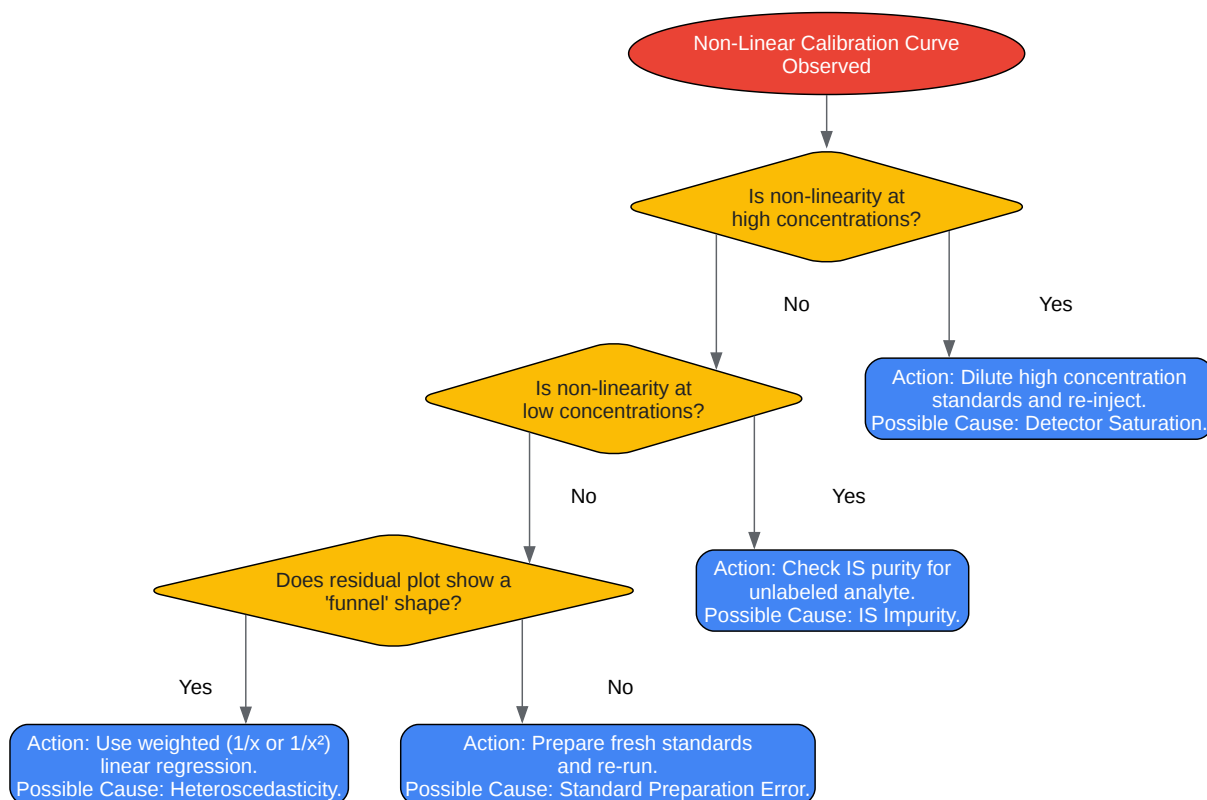 Non-Linear Calibration Curve
Observed
Is non-linearity at
high concentrations?
No
Yes
Is non-linearity at
low concentrations?
Action: Dilute high concentration
standards and re-inject.
Possible Cause: Detector Saturation.
No
Yes
Does residual plot show a
'funnel' shape?
Action: Check IS purity for
unlabeled analyte.
Possible Cause: IS Impurity.
Yes
No
Action: Use weighted (1/x or 1/x²)
linear regression.
Possible Cause: Heteroscedasticity.
Action: Prepare fresh standards
and re-run.
Possible Cause: Standard Preparation Error.